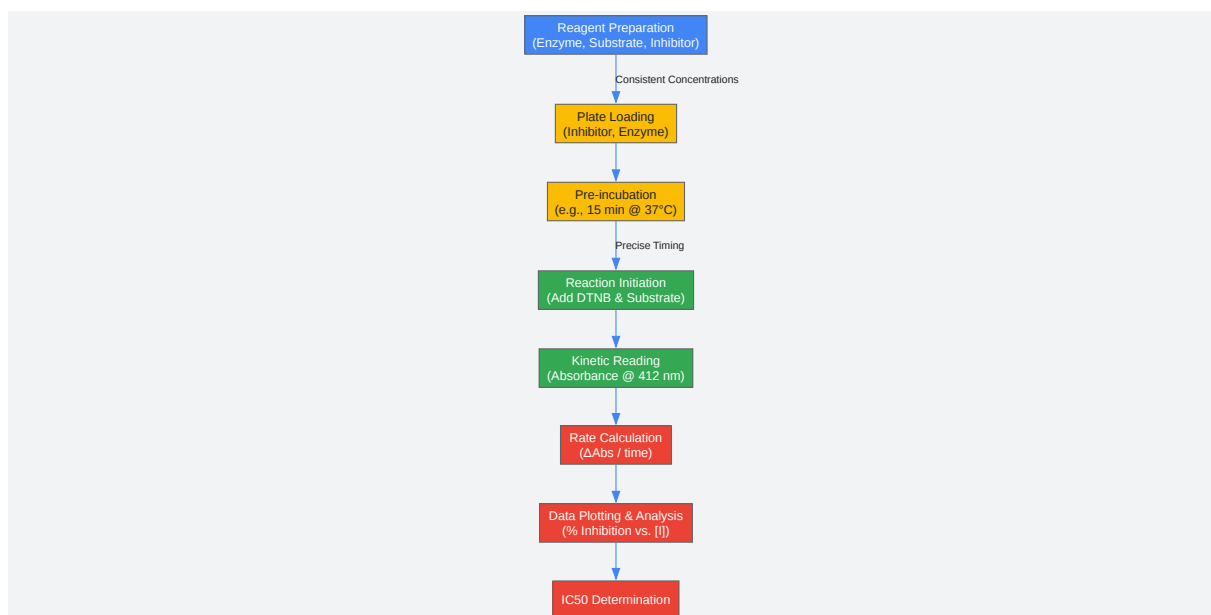 Reagent Preparation
(Enzyme, Substrate, Inhibitor)
Consistent Concentrations
Plate Loading
(Inhibitor, Enzyme)
Pre-incubation
(e.g., 15 min @ 37°C)
Precise Timing
Reaction Initiation
(Add DTNB & Substrate)
Kinetic Reading
(Absorbance @ 412 nm)
Rate Calculation
(ΔAbs / time)
Data Plotting & Analysis
(% Inhibition vs. [I])
IC50 Determination